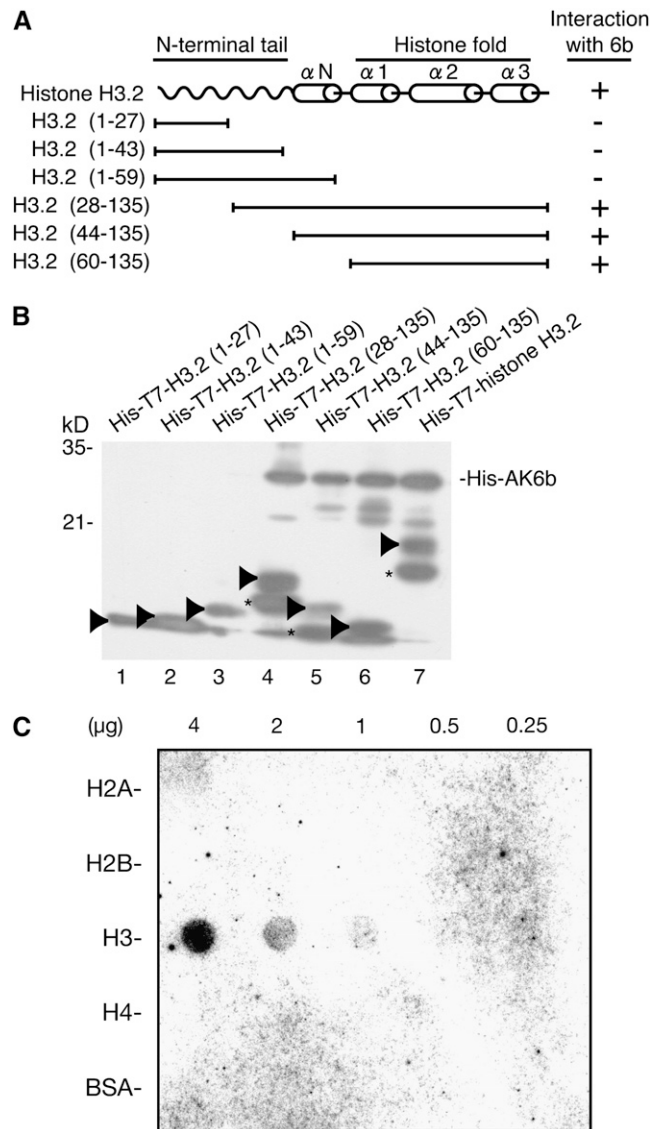 A
Interaction
with 6b
N-terminal tail
Histone fold
αN α1 α2 α3
Histone H3.2 +
H3.2 (1-27) -
H3.2 (1-43) -
H3.2 (1-59) -
H3.2 (28-135) +
H3.2 (44-135) +
H3.2 (60-135) +
B
His-T7-H3.2 (1-27)
His-T7-H3.2 (1-43)
His-T7-H3.2 (1-59)
His-T7-H3.2 (28-135)
His-T7-H3.2 (44-135)
His-T7-H3.2 (60-135)
His-T7-histone H3.2
kD
35-
-His-AK6b
21-
*
*
*
1 2 3 4 5 6 7
C
(μg) 4 2 1 0.5 0.25
H2A-
H2B-
H3-
H4-
BSA-